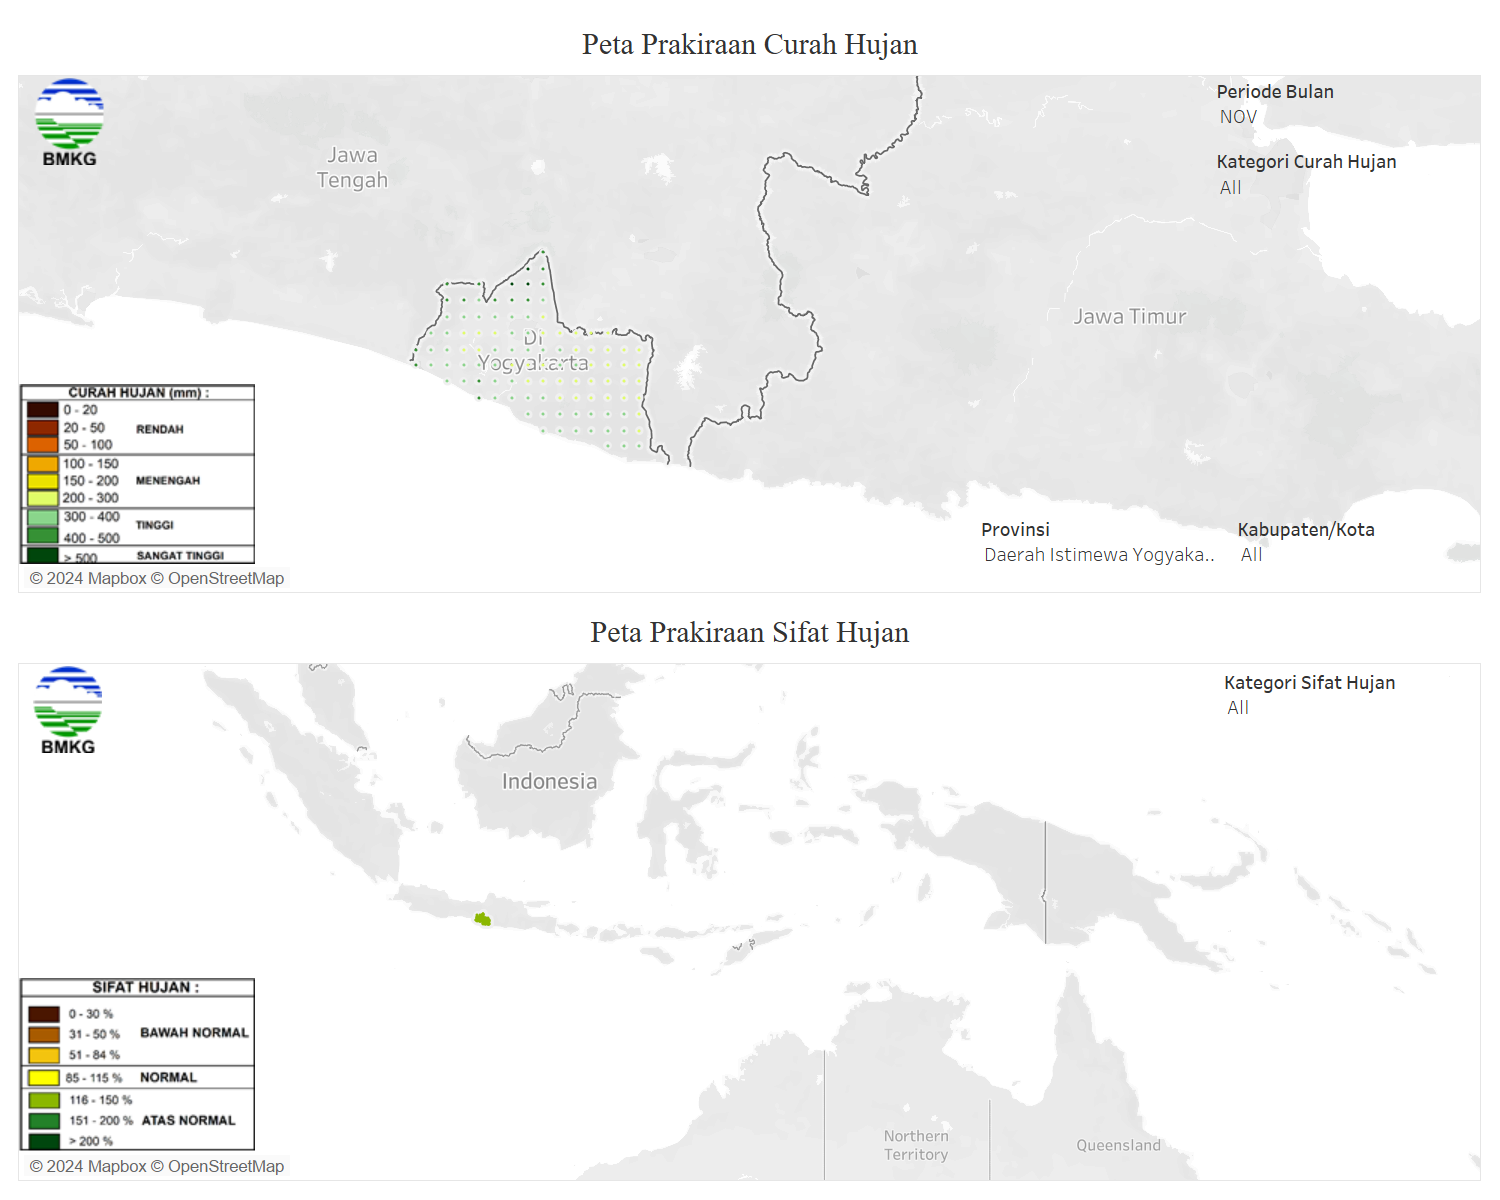 Peta Prakiraan Curah Hujan
BMKG
Periode Bulan
NOV
Kategori Curah Hujan
All
Jawa
Tengah
Jawa Timur
DI
Yogyakarta
CURAH HUJAN (mm) :
0 - 20
20 - 50
RENDAH
50 - 100
100 - 150
150 - 200
MENENGAH
200 - 300
300 - 400
TINGGI
400 - 500
> 500
SANGAT TINGGI
Provinsi
Daerah Istimewa Yogyaka..
Kabupaten/Kota
All
© 2024 Mapbox © OpenStreetMap
Peta Prakiraan Sifat Hujan
BMKG
Kategori Sifat Hujan
All
Indonesia
SIFAT HUJAN :
0 - 30 %
31 - 50 %
BAWAH NORMAL
51 - 84 %
85 - 115 %
NORMAL
116 - 150 %
151 - 200 %
ATAS NORMAL
> 200 %
Northern
Territory
Queensland
© 2024 Mapbox © OpenStreetMap